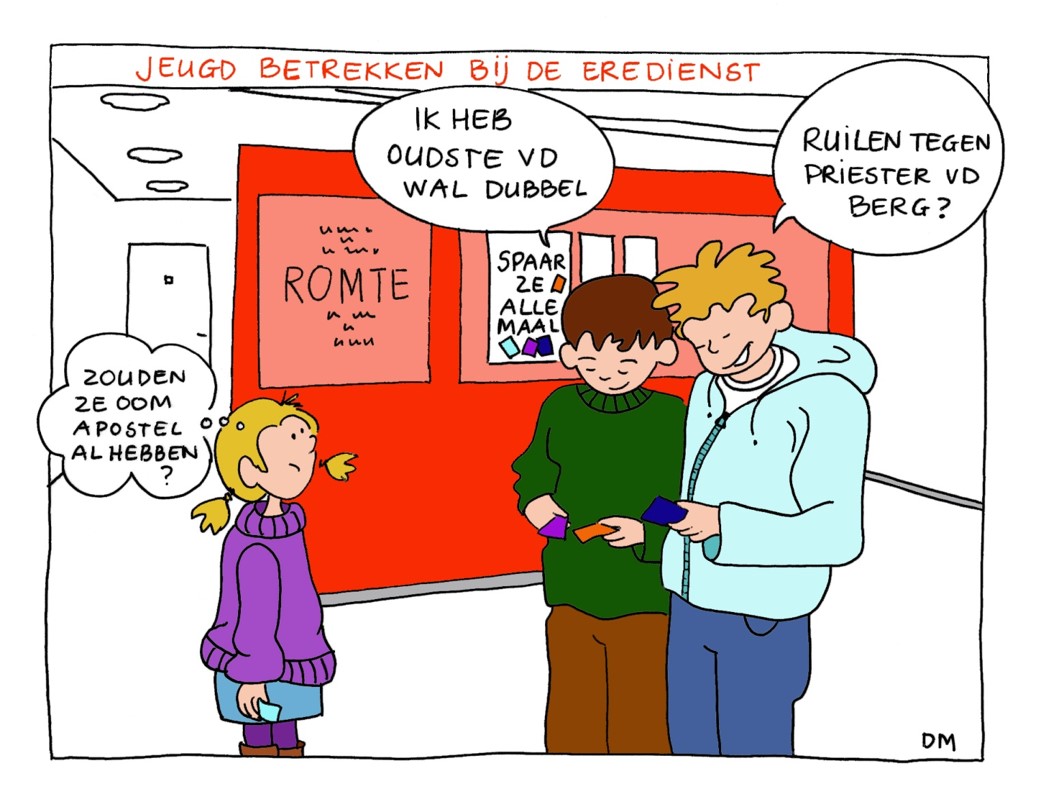 JEUGD BETREKKEN BIJ DE EREDIENST
IK HEB
OUDSTE VD
WAL DUBBEL
RUILEN TEGEN
PRIESTER VD
BERG?
ROMTE
SPAAR
ZE
ALLE
MAAL
ZOUDEN
ZE OOM
APOSTEL
AL HEBBEN
?
DM